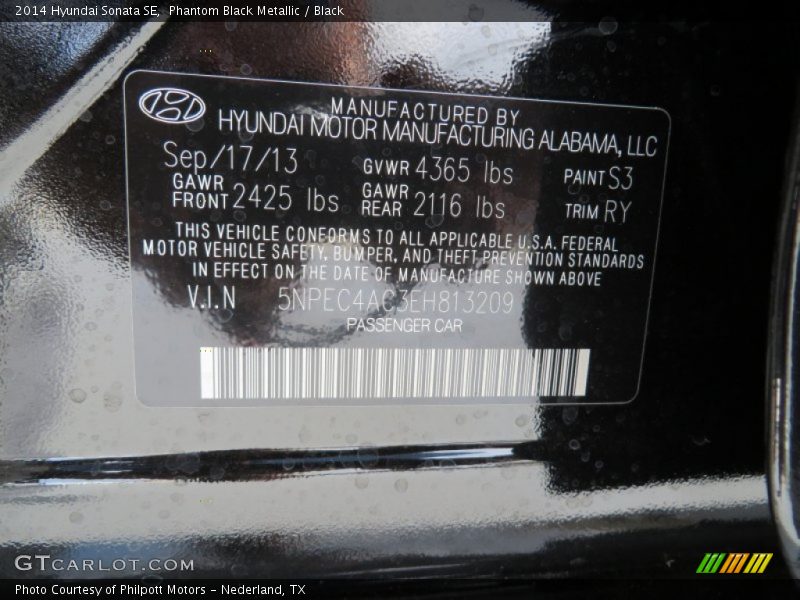 2014 Hyundai Sonata SE, Phantom Black Metallic / Black
MANUFACTURED BY
HYUNDAI MOTOR MANUFACTURING ALABAMA, LLC
Sep/17/13 GVWR 4365 lbs PAINT S3
GAWR FRONT 2425 lbs GAWR REAR 2116 lbs TRIM RY
THIS VEHICLE CONFORMS TO ALL APPLICABLE U.S.A. FEDERAL
MOTOR VEHICLE SAFETY, BUMPER, AND THEFT PREVENTION STANDARDS
IN EFFECT ON THE DATE OF MANUFACTURE SHOWN ABOVE
V.I.N 5NPEC4AC3EH813209
PASSENGER CAR
GTCARLOT.COM
Photo Courtesy of Philpott Motors - Nederland, TX